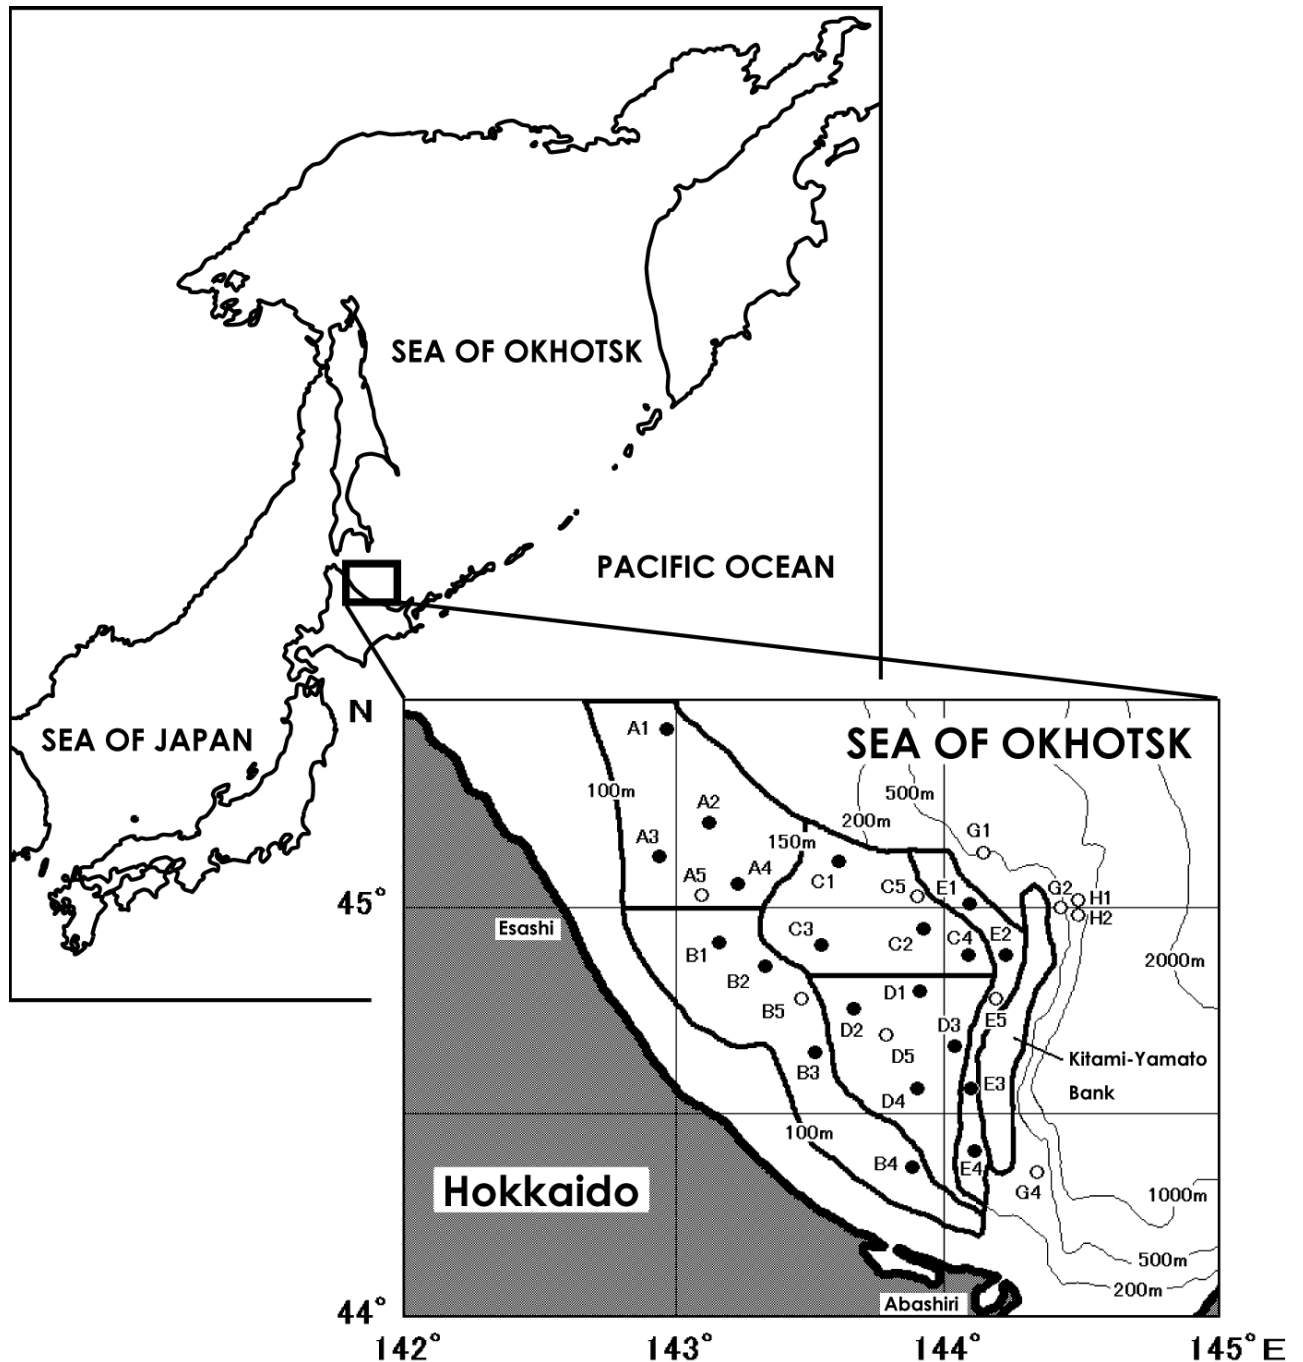 SEA OF OKHOTSK
PACIFIC OCEAN
SEA OF JAPAN
N
SEA OF OKHOTSK
A1
100m
500m
A2
200m
G1
150m
A3
A5
A4
C1
C5
E1
G2
H1
H2
45°
Esashi
B1
C3
C2
C4
E2
2000m
B2
B5
D1
D2
D3
E5
D5
B3
Kitami-Yamato
Bank
E3
D4
100m
B4
E4
G4
Hokkaido
1000m
500m
200m
Abashiri
44°
142°
143°
144°
145°E